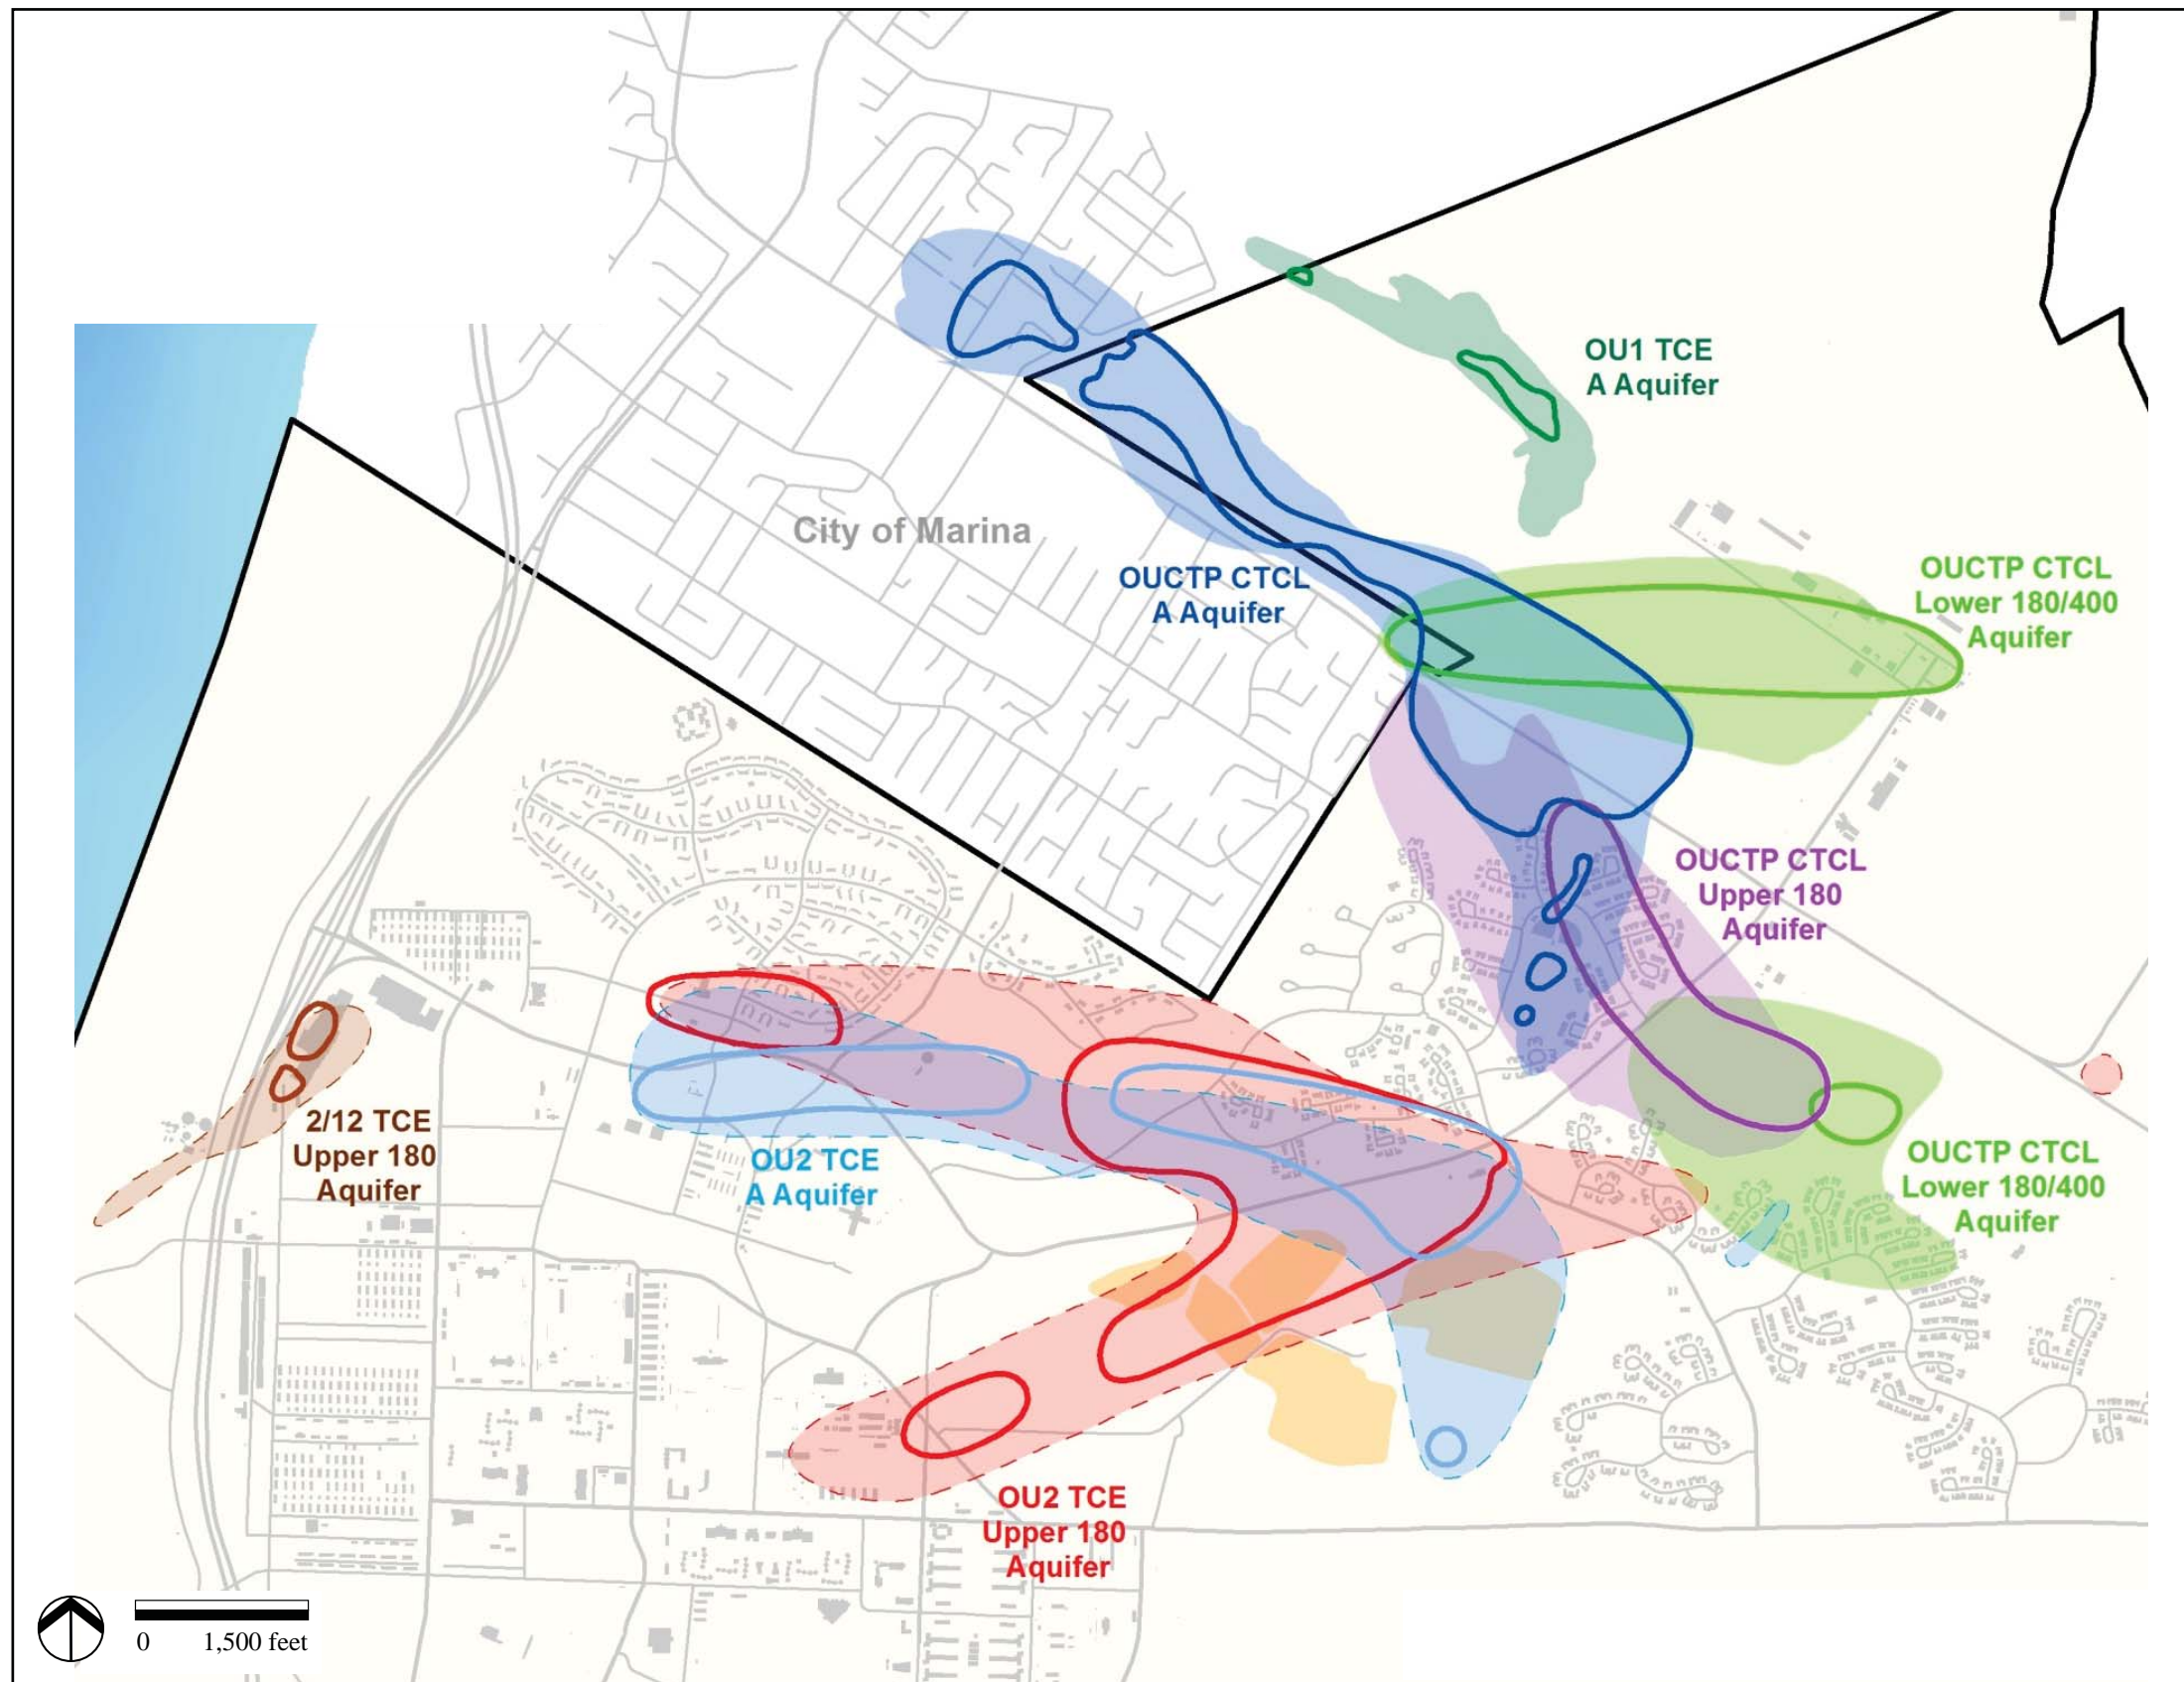 OU1 TCE
A Aquifer
City of Marina
OUCTP CTCL
A Aquifer
OUCTP CTCL
Lower 180/400
Aquifer
OUCTP CTCL
Upper 180
Aquifer
2/12 TCE
Upper 180
Aquifer
OU2 TCE
A Aquifer
OUCTP CTCL
Lower 180/400
Aquifer
OU2 TCE
Upper 180
Aquifer
0 1,500 feet